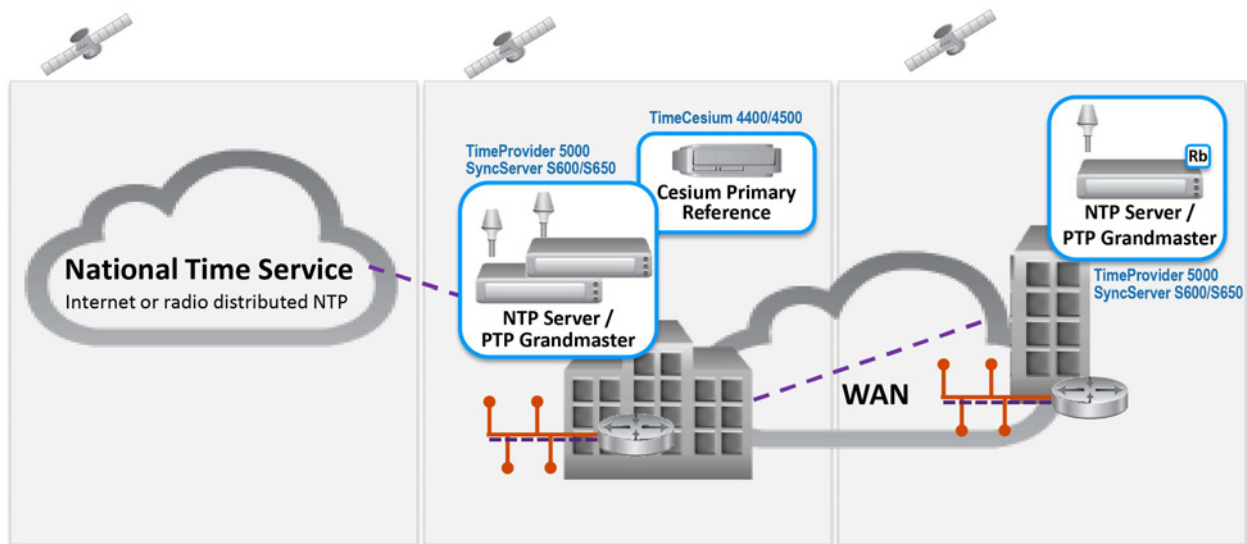 National Time Service
Internet or radio distributed NTP
TimeProvider 5000
SyncServer S600/S650
NTP Server /
PTP Grandmaster
TimeCesium 4400/4500
Cesium Primary
Reference
WAN
Rb
NTP Server /
PTP Grandmaster
TimeProvider 5000
SyncServer S600/S650